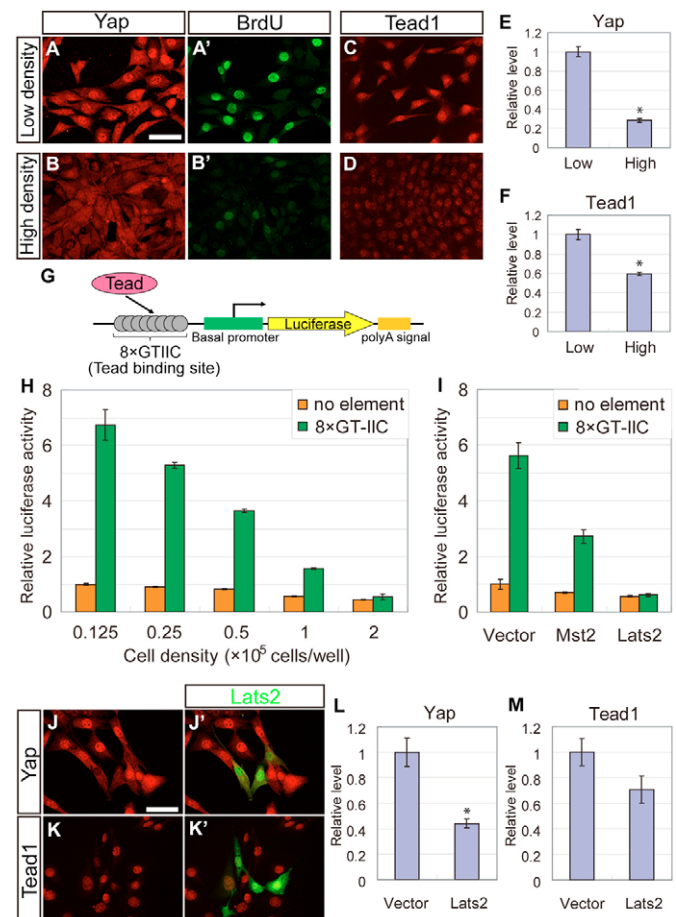 Yap
BrdU
Tead1
Low density
High density
A
A'
C
B
B'
D
E
Yap
Relative level
1.2
1
0.8
0.6
0.4
0.2
0
*
Low
High
F
Tead1
Relative level
1.2
1
0.8
0.6
0.4
0.2
0
*
Low
High
G
Tead
Luciferase
Basal promoter
polyA signal
8×GTIIC
(Tead binding site)
H
Relative luciferase activity
8
6
4
2
0
no element
8×GT-IIC
0.125
0.25
0.5
1
2
Cell density (×10⁵ cells/well)
I
Relative luciferase activity
8
6
4
2
0
no element
8×GT-IIC
Vector
Mst2
Lats2
Lats2
Yap
Tead1
J
J'
K
K'
L
Yap
Relative level
1.2
1
0.8
0.6
0.4
0.2
0
*
Vector
Lats2
M
Tead1
Relative level
1.2
1
0.8
0.6
0.4
0.2
0
Vector
Lats2